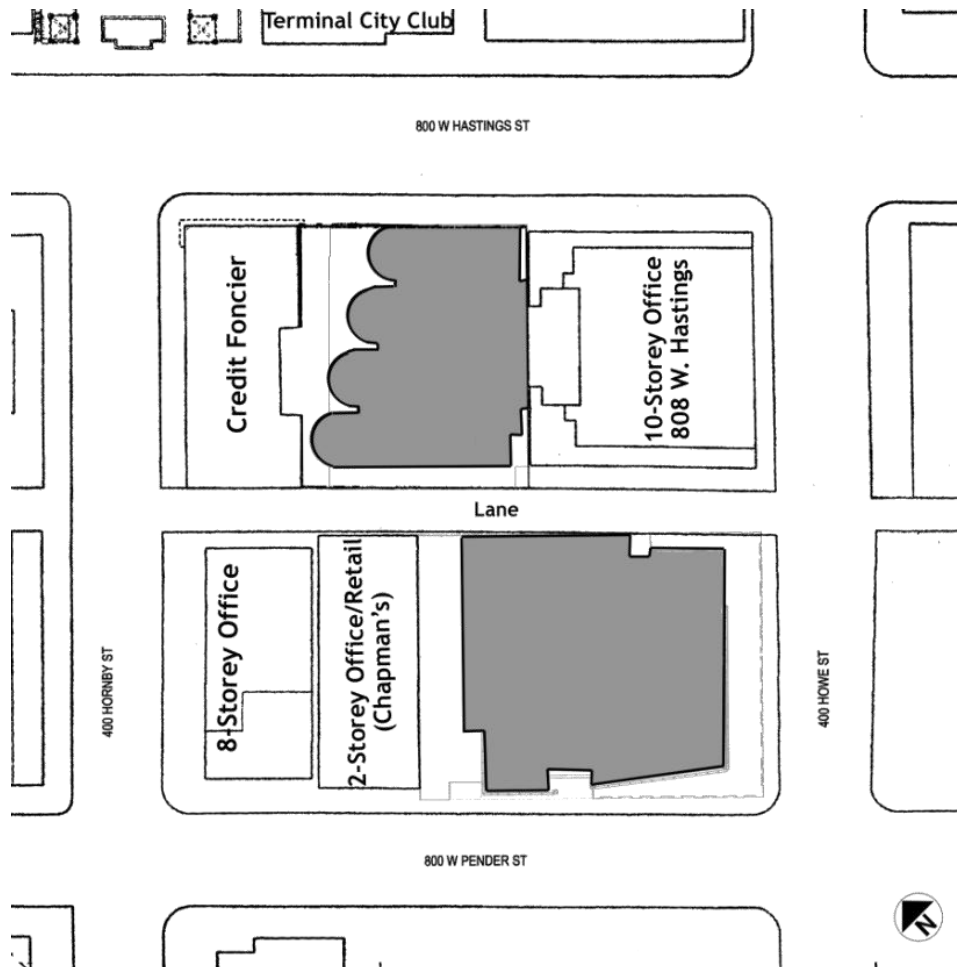 Terminal City Club
800 W HASTINGS ST
Credit Foncier
10-Storey Office
808 W. Hastings
Lane
8-Storey Office
2-Storey Office/Retail
(Chapman's)
400 HORNBY ST
400 HOWE ST
800 W PENDER ST
N